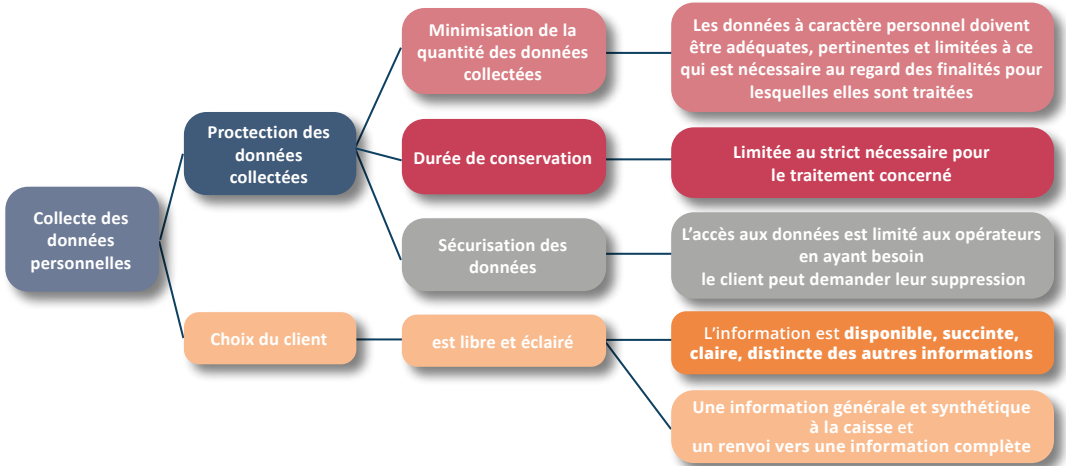 Collecte des
données
personnelles
Proctection des
données
collectées
Minimisation de la
quantité des données
collectées
Les données à caractère personnel doivent
être adéquates, pertinentes et limitées à ce
qui est nécessaire au regard des finalités pour
lesquelles elles sont traitées
Durée de conservation
Limitée au strict nécessaire pour
le traitement concerné
Sécurisation des
données
L'accès aux données est limité aux opérateurs
en ayant besoin
le client peut demander leur suppression
Choix du client
est libre et éclairé
L'information est disponible, succinte,
claire, distincte des autres informations
Une information générale et synthétique
à la caisse et
un renvoi vers une information complète